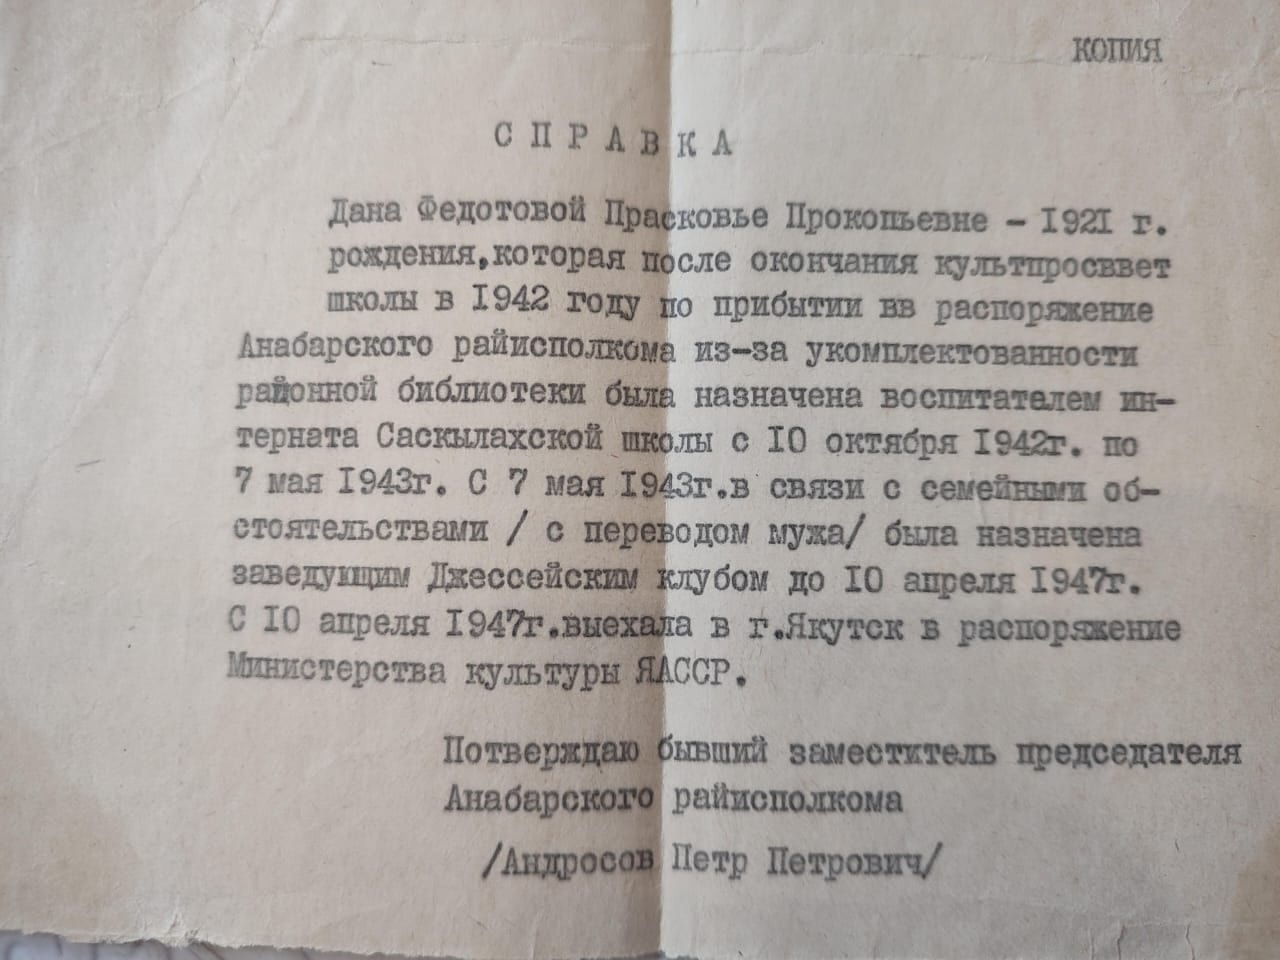 КОПИЯ
С П Р А В К А
Дана Федотовой Прасковье Прокопьевне - 1921 г.
рождения,которая после окончания культпросввет
школы в 1942 году по прибытии вв распоряжение
Анабарского райисполкома из-за укомплектованности
районной библиотеки была назначена воспитателем ин-
терната Саскылахской школы с 10 октября 1942г. по
7 мая 1943г. С 7 мая 1943г.в связи с семейными об-
стоятельствами / с переводом мужа/ была назначена
заведующим Джессейским клубом до 10 апреля 1947г.
С 10 апреля 1947г.выехала в г.Якутск в распоряжение
Министерства культуры ЯАССР.
Потверждаю бывший заместитель председателя
Анабарского райисполкома
/Андросов Петр Петрович/